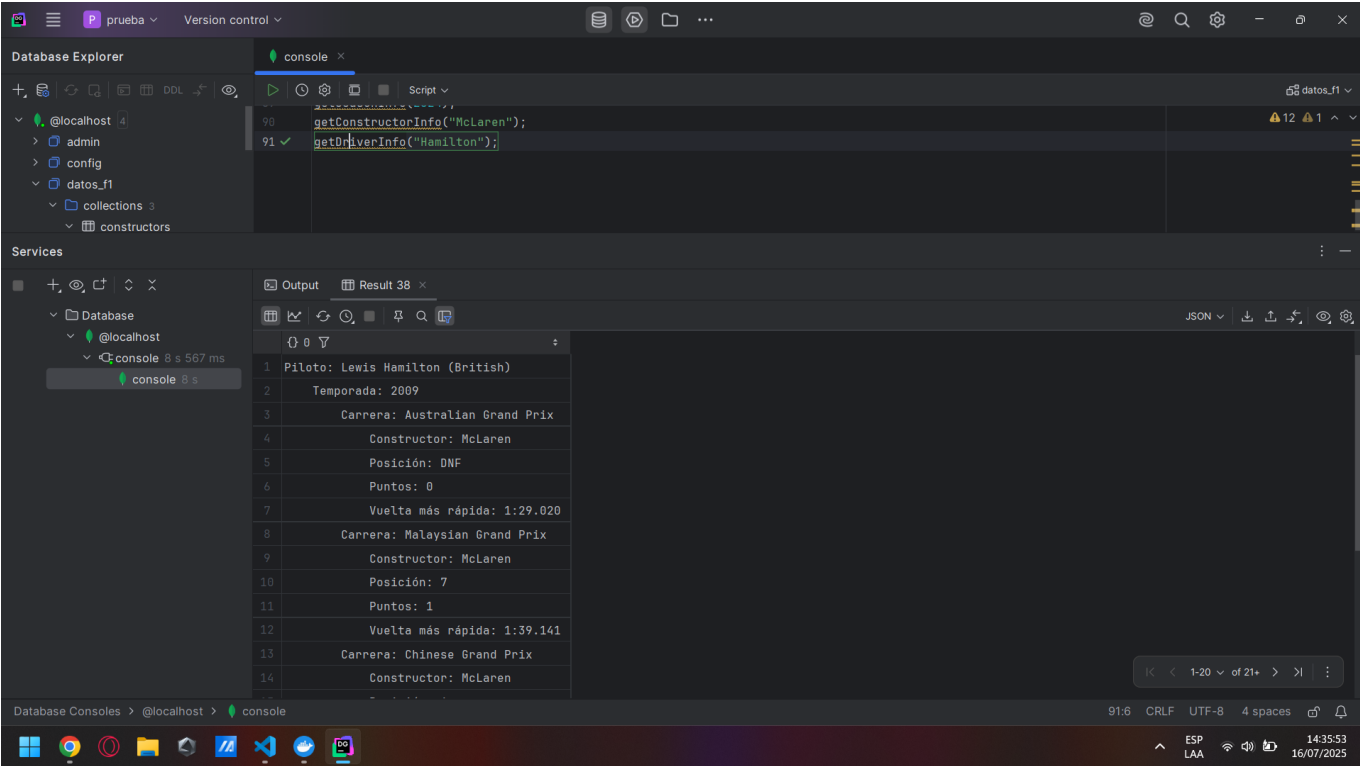 P prueba Version control
Database Explorer
console
DDL
Script
datos_f1
@localhost 4
admin
config
datos_f1
collections 3
constructors
90 getConstructorInfo("McLaren");
91 getDriverInfo("Hamilton");
12 1
Services
Database
@localhost
console 8 s 567 ms
console 8 s
Output Result 38
JSON
{} 0
1 Piloto: Lewis Hamilton (British)
2 Temporada: 2009
3 Carrera: Australian Grand Prix
4 Constructor: McLaren
5 Posición: DNF
6 Puntos: 0
7 Vuelta más rápida: 1:29.020
8 Carrera: Malaysian Grand Prix
9 Constructor: McLaren
10 Posición: 7
11 Puntos: 1
12 Vuelta más rápida: 1:39.141
13 Carrera: Chinese Grand Prix
14 Constructor: McLaren
1-20 of 21+
Database Consoles > @localhost > console
91:6 CRLF UTF-8 4 spaces
DG
ESP
LAA
14:35:53
16/07/2025